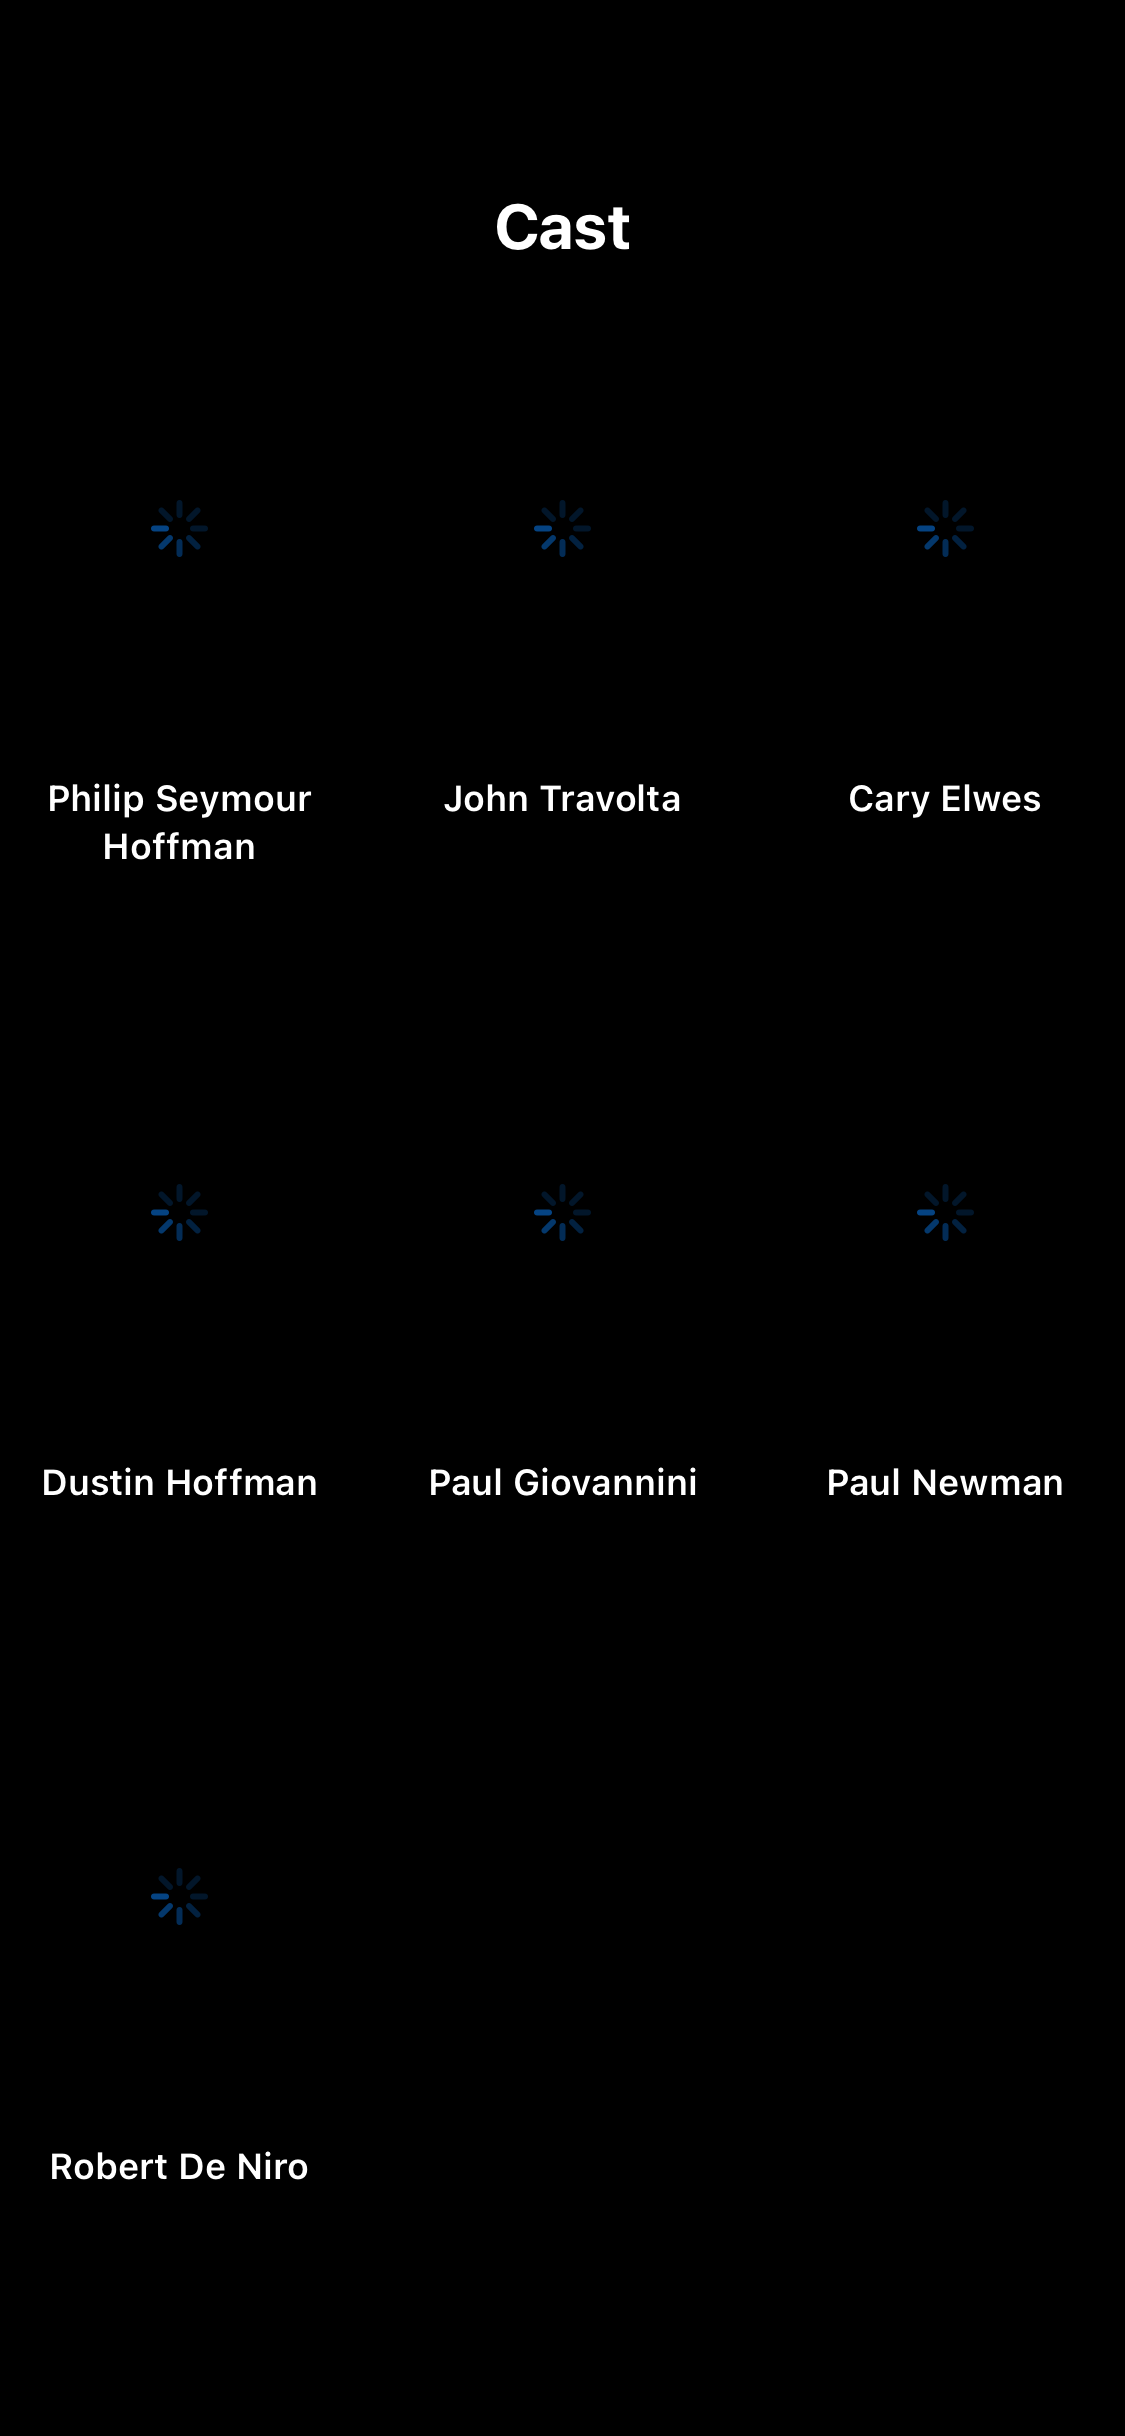 Cast
Philip Seymour
Hoffman
John Travolta
Cary Elwes
Dustin Hoffman
Paul Giovannini
Paul Newman
Robert De Niro